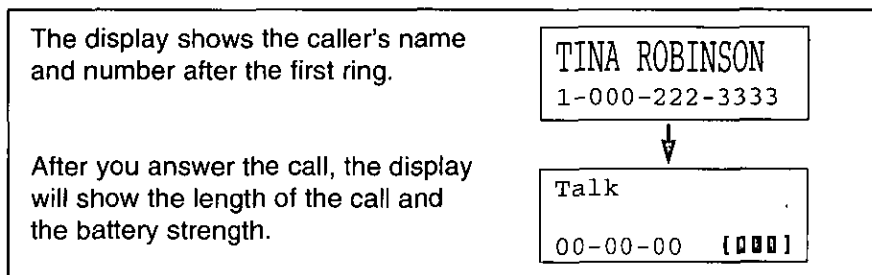 The display shows the caller's name
and number after the first ring.
TINA ROBINSON
1-000-222-3333
After you answer the call, the display
will show the length of the call and
the battery strength.
Talk
00-00-00